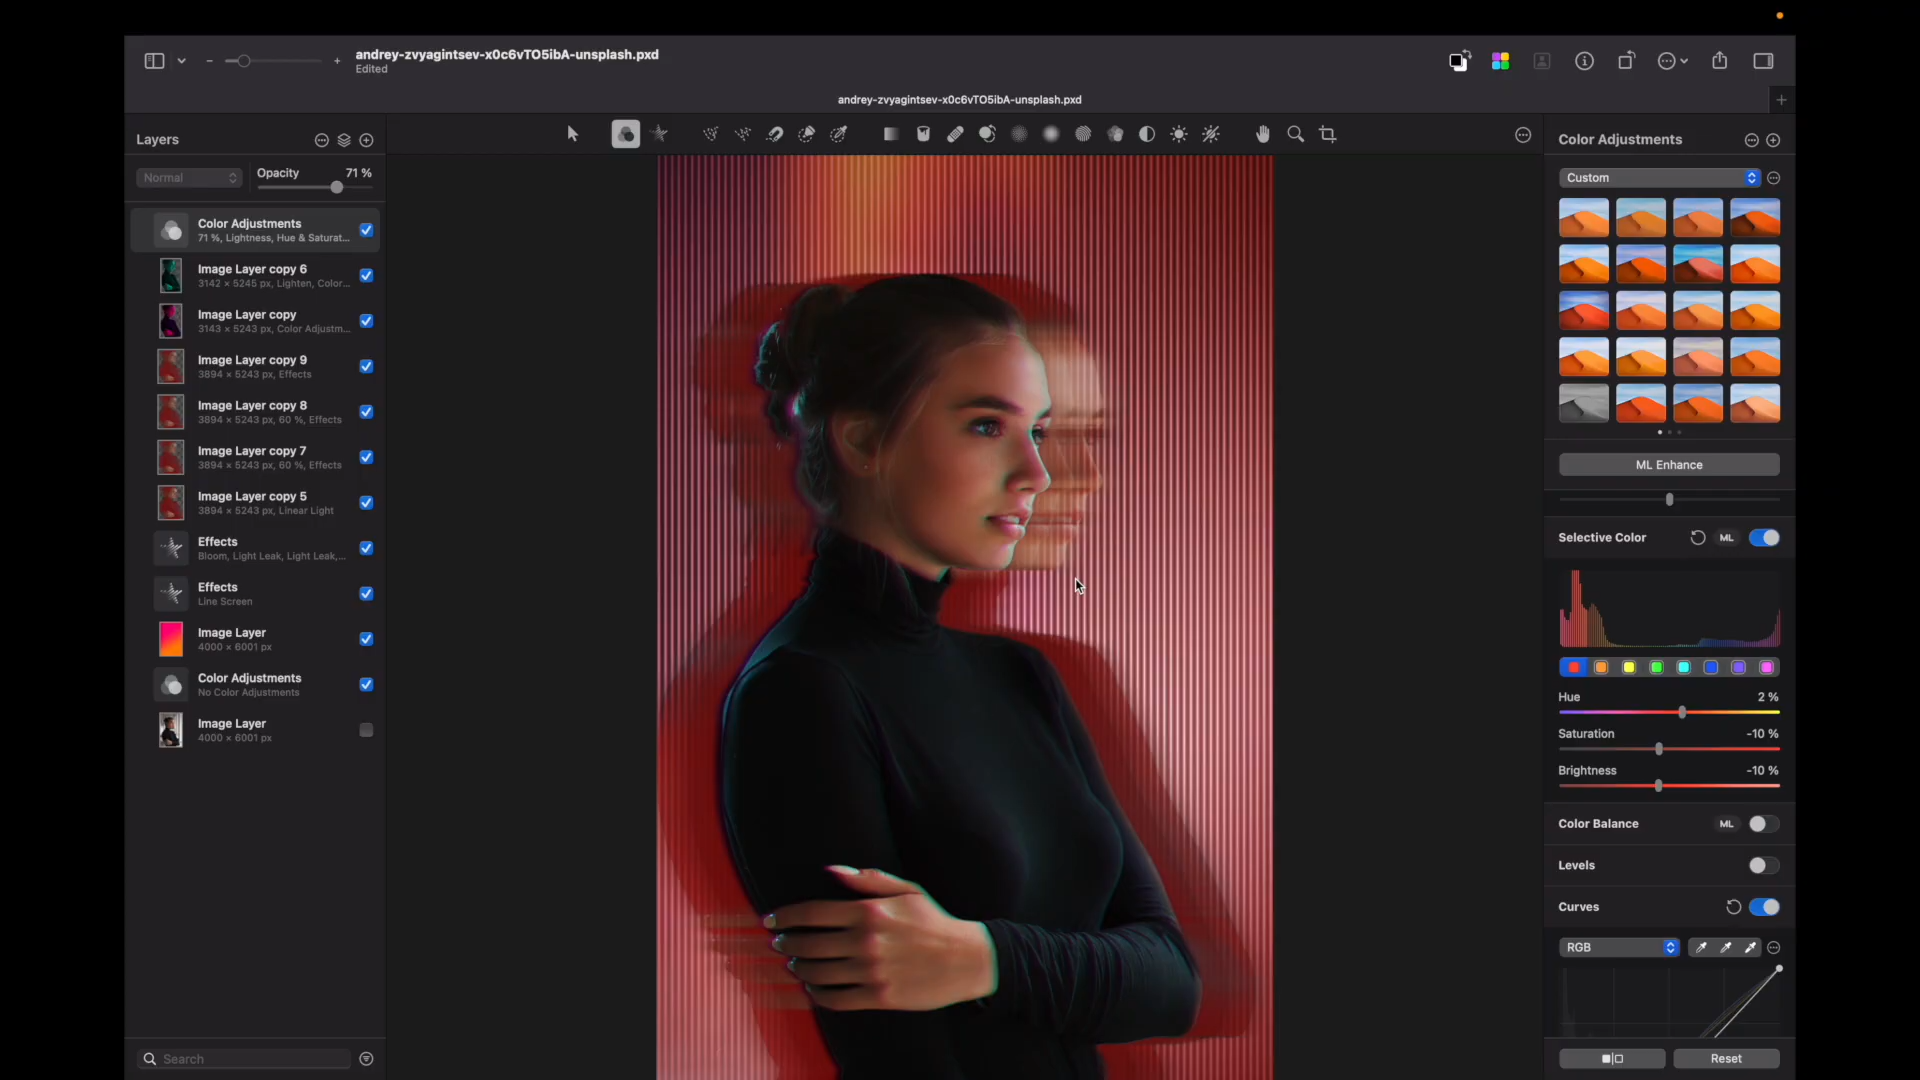 andrey-zvyagintsev-x0c6vTO5ibA-unsplash.pxd
Edited
andrey-zvyagintsev-x0c6vTO5ibA-unsplash.pxd
Layers
Normal
Opacity
71 %
Color Adjustments
71 %, Lightness, Hue & Saturat...
Image Layer copy 6
3142 × 5245 px, Lighten, Color...
Image Layer copy
3143 × 5243 px, Color Adjustm...
Image Layer copy 9
3894 × 5243 px, Effects
Image Layer copy 8
3894 × 5243 px, 60 %, Effects
Image Layer copy 7
3894 × 5243 px, 60 %, Effects
Image Layer copy 5
3894 × 5243 px, Linear Light
Effects
Bloom, Light Leak, Light Leak,...
Effects
Line Screen
Image Layer
4000 × 6001 px
Color Adjustments
No Color Adjustments
Image Layer
4000 × 6001 px
Search
Color Adjustments
Custom
ML Enhance
Selective Color
ML
Hue
2 %
Saturation
-10 %
Brightness
-10 %
Color Balance
ML
Levels
Curves
RGB
Reset